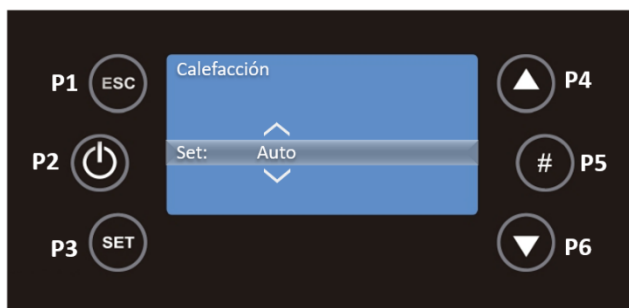 P1 ESC
Calefacción
P4
P2
Set: Auto
# P5
P3 SET
P6